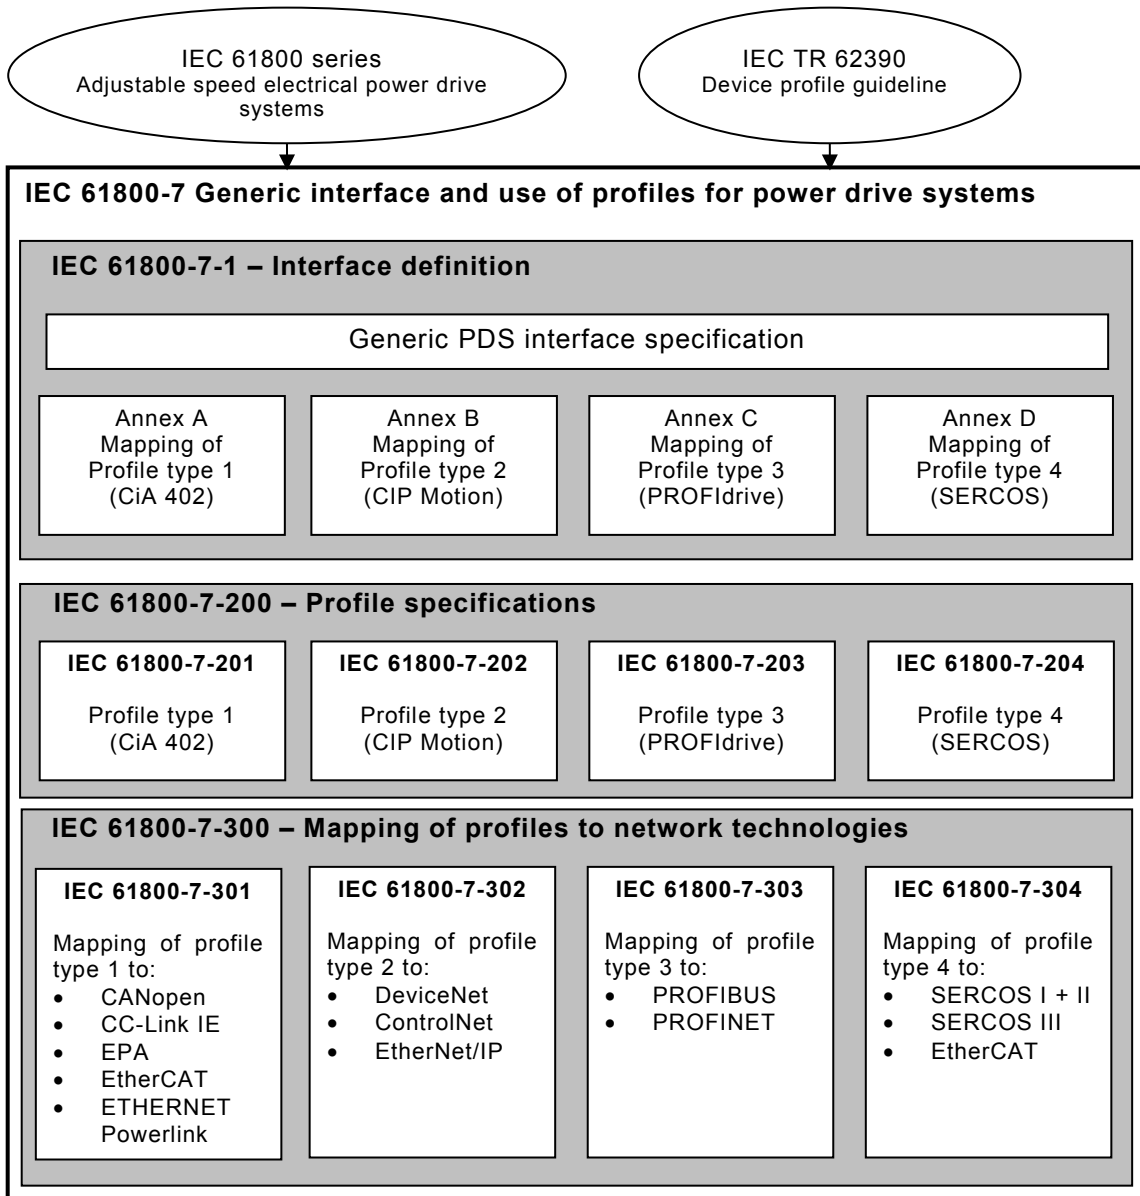 IEC 61800 series
Adjustable speed electrical power drive
systems
IEC TR 62390
Device profile guideline
IEC 61800-7 Generic interface and use of profiles for power drive systems
IEC 61800-7-1 – Interface definition
Generic PDS interface specification
Annex A
Mapping of
Profile type 1
(CiA 402)
Annex B
Mapping of
Profile type 2
(CIP Motion)
Annex C
Mapping of
Profile type 3
(PROFIdrive)
Annex D
Mapping of
Profile type 4
(SERCOS)
IEC 61800-7-200 – Profile specifications
IEC 61800-7-201
Profile type 1
(CiA 402)
IEC 61800-7-202
Profile type 2
(CIP Motion)
IEC 61800-7-203
Profile type 3
(PROFIdrive)
IEC 61800-7-204
Profile type 4
(SERCOS)
IEC 61800-7-300 – Mapping of profiles to network technologies
IEC 61800-7-301
Mapping of profile
type 1 to:
• CANopen
• CC-Link IE
• EPA
• EtherCAT
• ETHERNET
Powerlink
IEC 61800-7-302
Mapping of profile
type 2 to:
• DeviceNet
• ControlNet
• EtherNet/IP
IEC 61800-7-303
Mapping of profile
type 3 to:
• PROFIBUS
• PROFINET
IEC 61800-7-304
Mapping of profile
type 4 to:
• SERCOS I + II
• SERCOS III
• EtherCAT